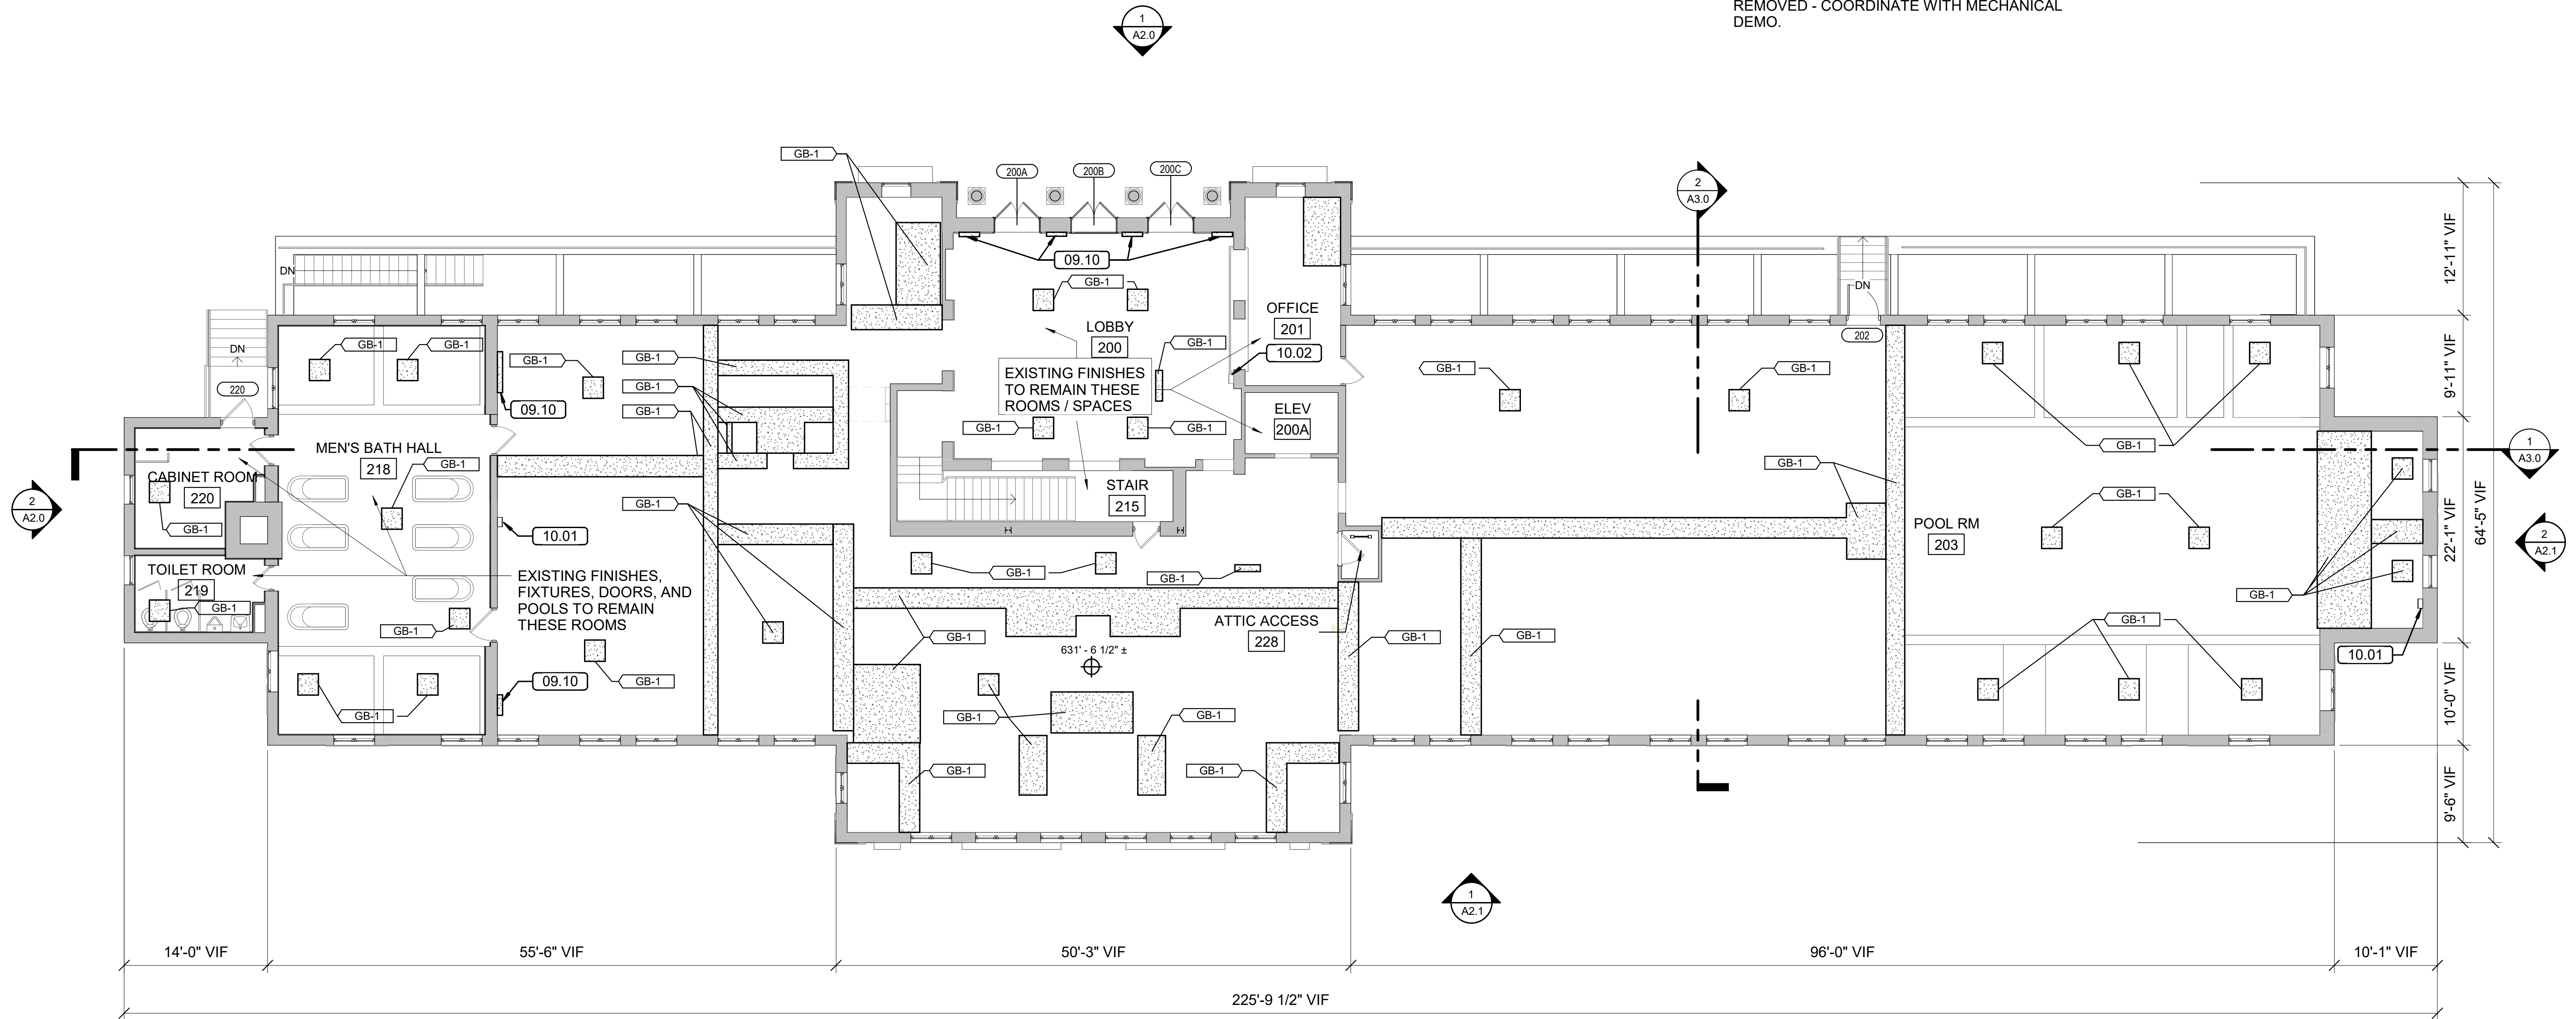 REMOVED - COORDINATE WITH MECHANICAL
DEMO.
1
A2.0
GB-1
200A
200B
200C
2
A3.0
12'-11" VIF
DN
09.10
GB-1
DN
OFFICE
201
LOBBY
200
202
DN
GB-1
GB-1
GB-1
GB-1
GB-1
10.02
GB-1
GB-1
9'-11" VIF
EXISTING FINISHES
TO REMAIN THESE
ROOMS / SPACES
GB-1
GB-1
220
09.10
ELEV
200A
GB-1
GB-1
GB-1
MEN'S BATH HALL
218
GB-1
GB-1
GB-1
1
A3.0
CABINET ROOM
220
STAIR
215
GB-1
GB-1
2
A2.0
GB-1
10.01
POOL RM
203
22'-1" VIF
64'-5" VIF
2
A2.1
TOILET ROOM
219
GB-1
EXISTING FINISHES,
FIXTURES, DOORS, AND
POOLS TO REMAIN
THESE ROOMS
GB-1
GB-1
GB-1
GB-1
GB-1
ATTIC ACCESS
228
GB-1
GB-1
GB-1
631' - 6 1/2" ±
10.01
09.10
GB-1
GB-1
GB-1
GB-1
10'-0" VIF
GB-1
GB-1
9'-6" VIF
1
A2.1
14'-0" VIF
55'-6" VIF
50'-3" VIF
96'-0" VIF
10'-1" VIF
225'-9 1/2" VIF